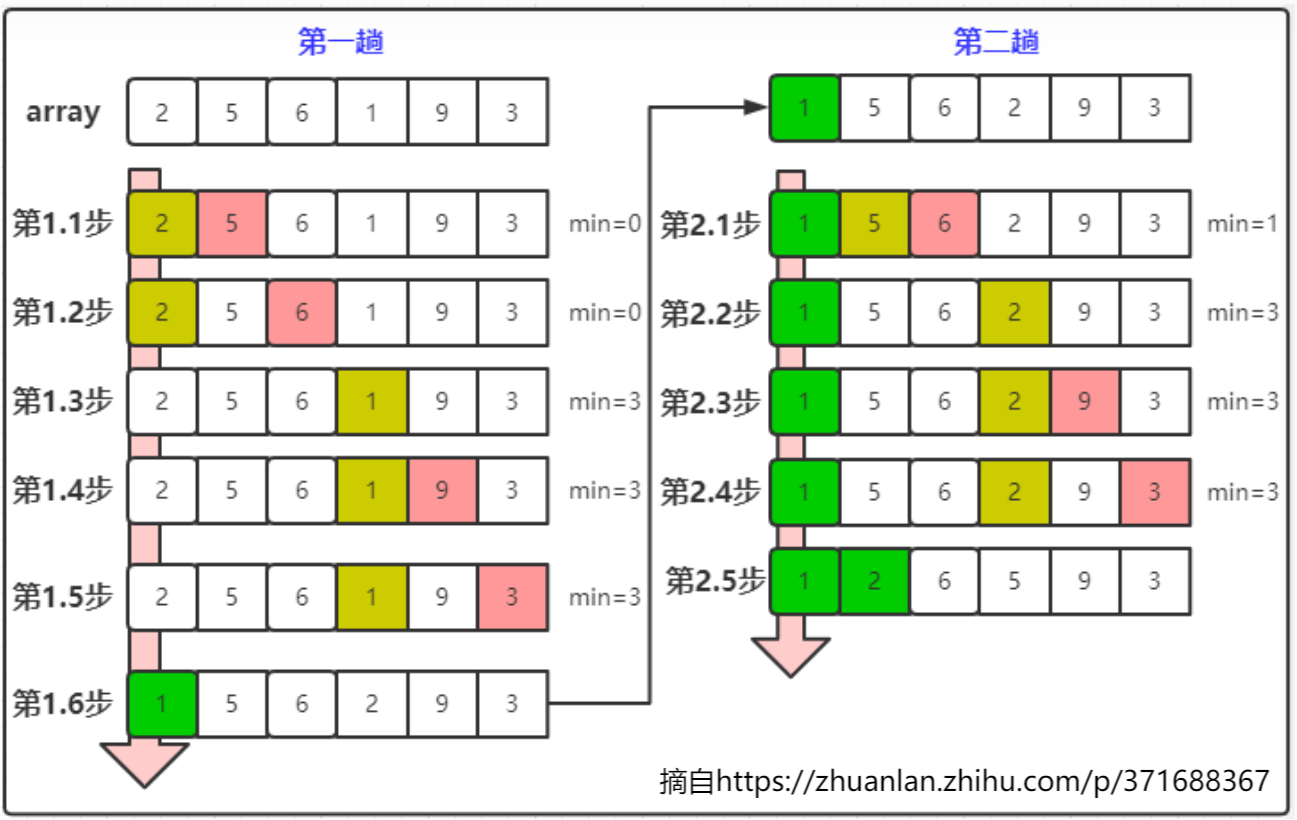 第一趟
array 2 5 6 1 9 3
第1.1步 2 5 6 1 9 3 min=0
第1.2步 2 5 6 1 9 3 min=0
第1.3步 2 5 6 1 9 3 min=3
第1.4步 2 5 6 1 9 3 min=3
第1.5步 2 5 6 1 9 3 min=3
第1.6步 1 5 6 2 9 3
第二趟
1 5 6 2 9 3
第2.1步 1 5 6 2 9 3 min=1
第2.2步 1 5 6 2 9 3 min=3
第2.3步 1 5 6 2 9 3 min=3
第2.4步 1 5 6 2 9 3 min=3
第2.5步 1 2 6 5 9 3
摘自https://zhuanlan.zhihu.com/p/371688367